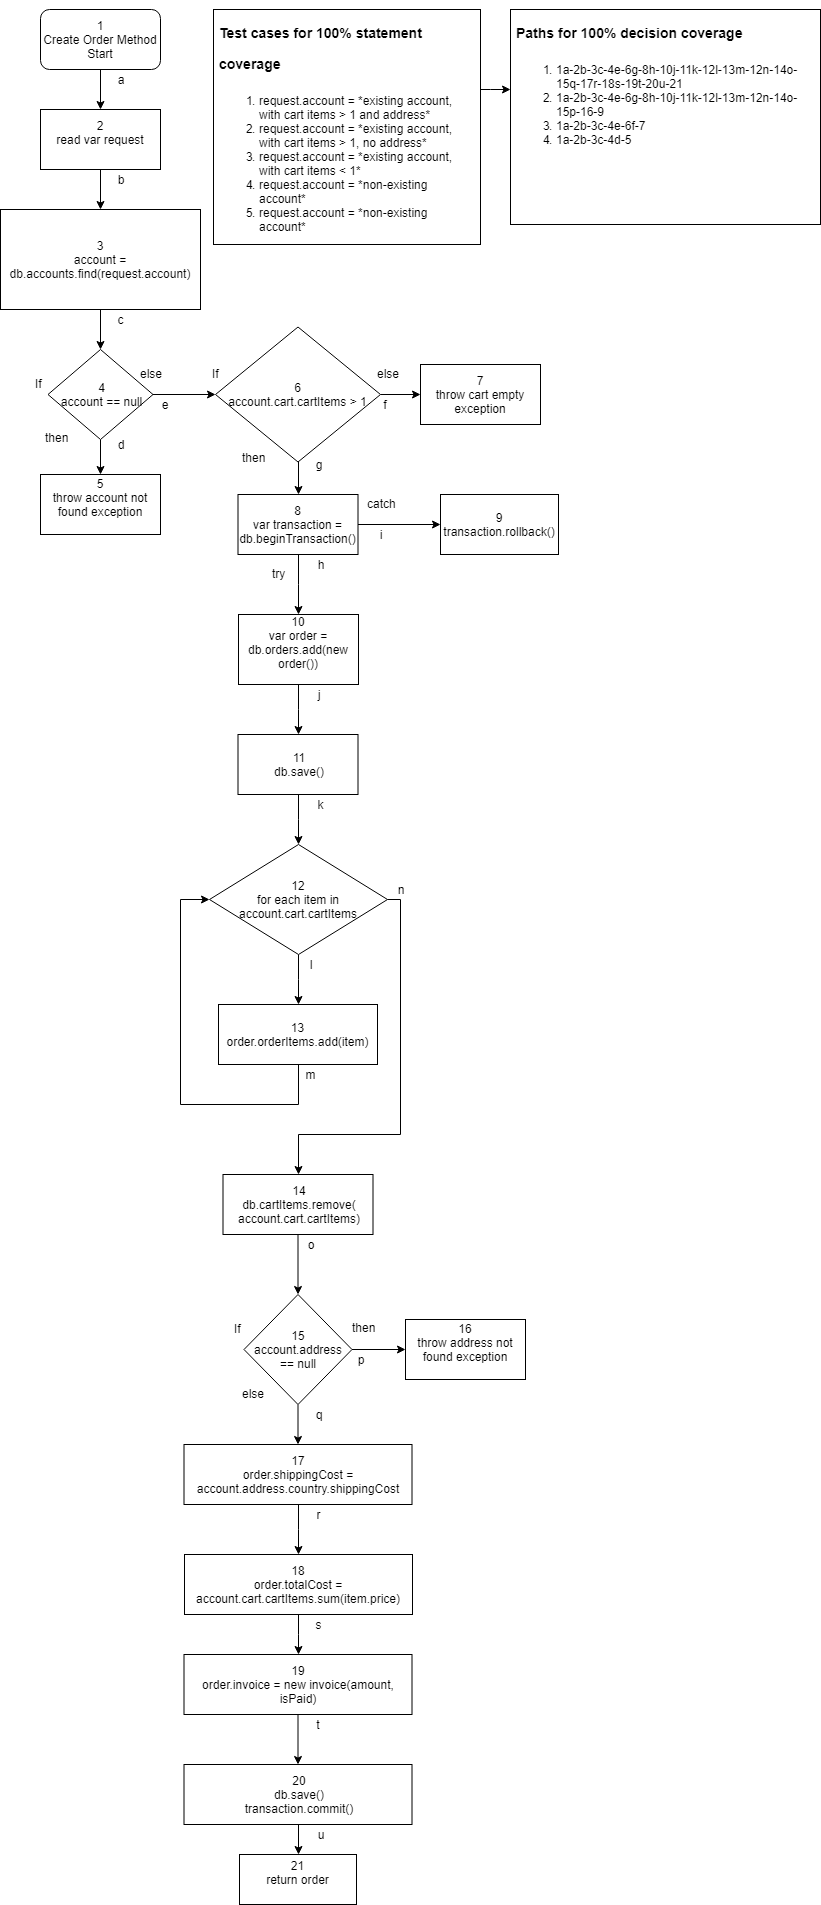 1
Create Order Method
Start
a
2
read var request
b
3
account =
db.accounts.find(request.account)
c
Test cases for 100% statement
coverage
1. request.account = *existing account,
with cart items > 1 and address*
2. request.account = *existing account,
with cart items > 1, no address*
3. request.account = *existing account,
with cart items < 1*
4. request.account = *non-existing
account*
5. request.account = *non-existing
account*
Paths for 100% decision coverage
1. 1a-2b-3c-4e-6g-8h-10j-11k-12l-13m-12n-14o-
15q-17r-18s-19t-20u-21
2. 1a-2b-3c-4e-6g-8h-10j-11k-12l-13m-12n-14o-
15p-16-9
3. 1a-2b-3c-4e-6f-7
4. 1a-2b-3c-4d-5
If
4
account == null
else
e
then
d
5
throw account not
found exception
If
6
account.cart.cartItems > 1
else
f
7
throw cart empty
exception
then
g
8
var transaction =
db.beginTransaction()
catch
i
9
transaction.rollback()
try
h
10
var order =
db.orders.add(new
order())
j
11
db.save()
k
12
for each item in
account.cart.cartItems
n
l
13
order.orderItems.add(item)
m
14
db.cartItems.remove(
account.cart.cartItems)
o
If
15
account.address
== null
then
p
16
throw address not
found exception
else
q
17
order.shippingCost =
account.address.country.shippingCost
r
18
order.totalCost =
account.cart.cartItems.sum(item.price)
s
19
order.invoice = new invoice(amount,
isPaid)
t
20
db.save()
transaction.commit()
u
21
return order